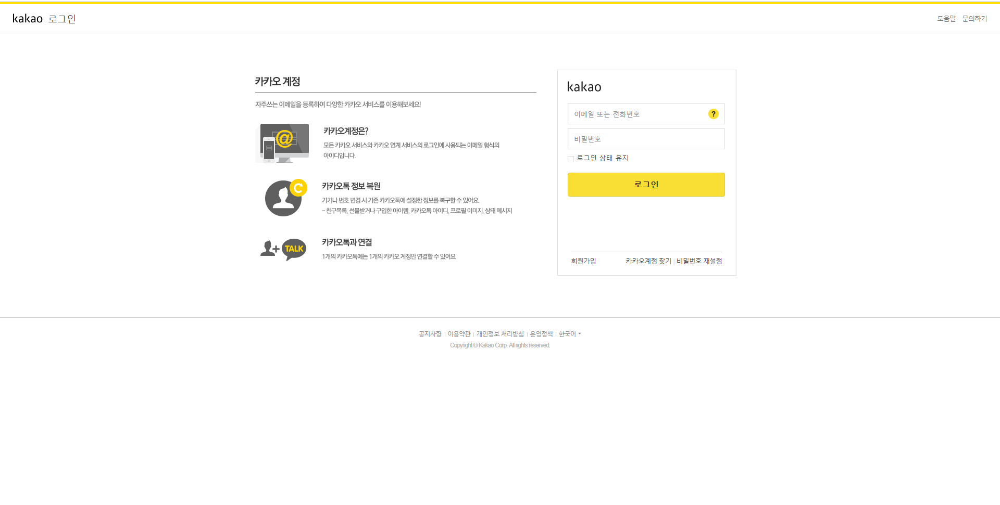 kakao 로그인
도움말 문의하기
카카오 계정
자주쓰는 이메일을 등록하여 다양한 카카오 서비스를 이용해보세요!
@
카카오계정은?
모든 카카오 서비스와 카카오 연계 서비스의 로그인에 사용되는 이메일 형식의
아이디입니다.
카카오톡 정보 복원
기기나 번호 변경 시 기존 카카오톡에 설정한 정보를 복구할 수 있어요.
- 친구목록, 선물받거나 구입한 아이템, 카카오톡 아이디, 프로필 이미지, 상태 메시지
TALK
카카오톡과 연결
1개의 카카오톡에는 1개의 카카오 계정만 연결할 수 있어요
kakao
이메일 또는 전화번호 ?
비밀번호
로그인 상태 유지
로그인
회원가입 카카오계정 찾기 | 비밀번호 재설정
공지사항 | 이용약관 | 개인정보 처리방침 | 운영정책 | 한국어
Copyright © Kakao Corp. All rights reserved.